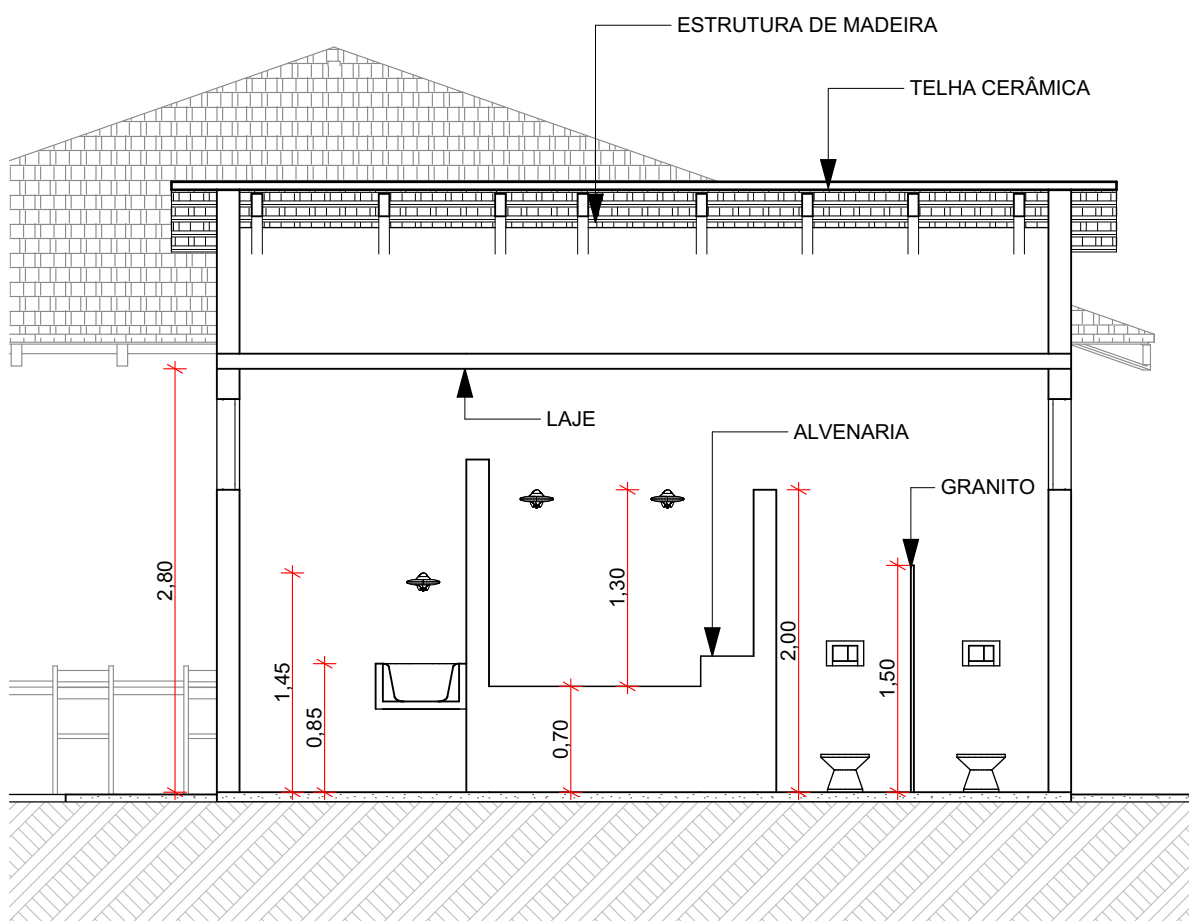 ESTRUTURA DE MADEIRA
TELHA CERÂMICA
LAJE
ALVENARIA
GRANITO
2,80
1,45
0,85
0,70
1,30
2,00
1,50